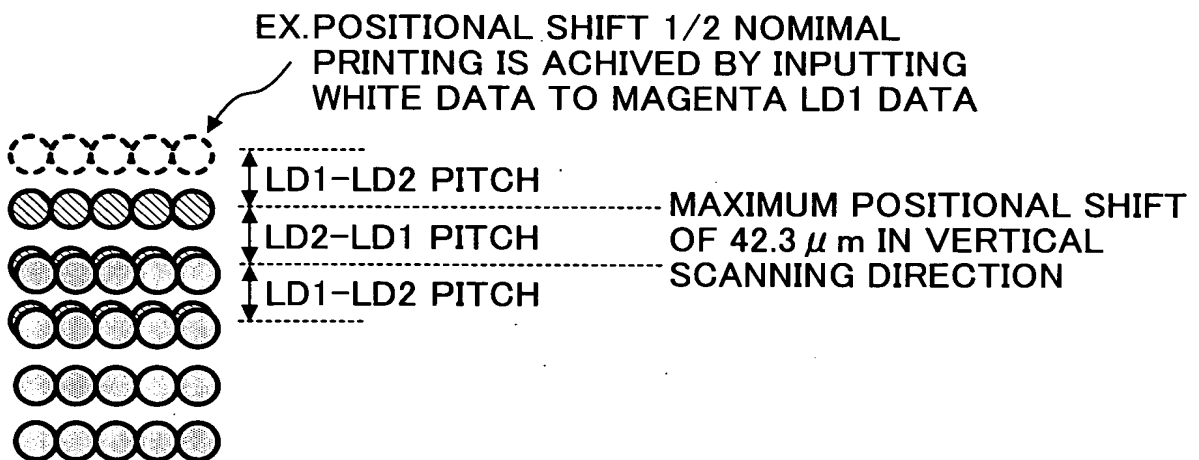 EX.POSITIONAL SHIFT 1/2 NOMIMAL
PRINTING IS ACHIVED BY INPUTTING
WHITE DATA TO MAGENTA LD1 DATA
LD1-LD2 PITCH
LD2-LD1 PITCH
LD1-LD2 PITCH
MAXIMUM POSITIONAL SHIFT
OF 42.3 μm IN VERTICAL
SCANNING DIRECTION